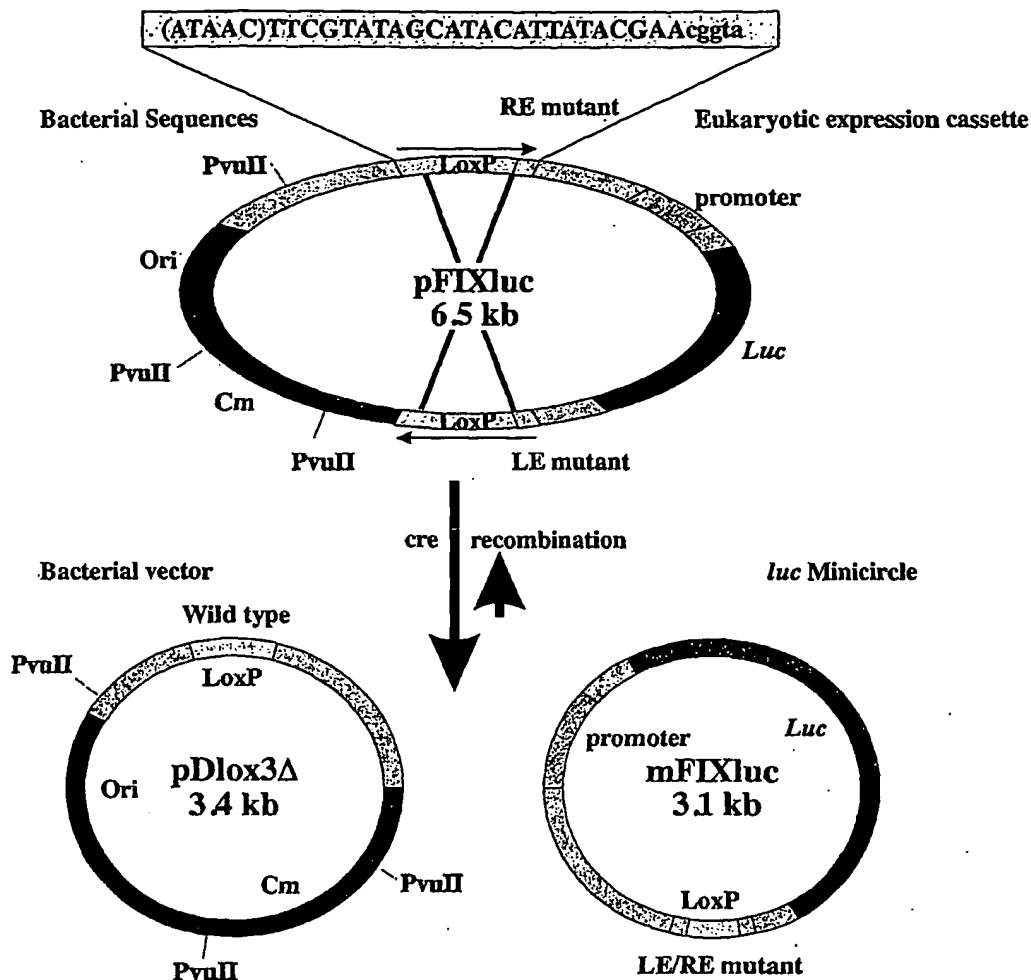 (ATAAC)TTCGTATAGCATACATTATACGAAcggta
RE mutant
Bacterial Sequences
Eukaryotic expression cassette
PvuII
LoxP
promoter
Ori
pFIXluc
6.5 kb
Luc
PvuII
Cm
LoxP
PvuII
LE mutant
cre
recombination
Bacterial vector
luc Minicircle
Wild type
PvuII
LoxP
Luc
promoter
pDlox3Δ
3.4 kb
Ori
mFIXluc
3.1 kb
Cm
PvuII
LoxP
PvuII
LE/RE mutant